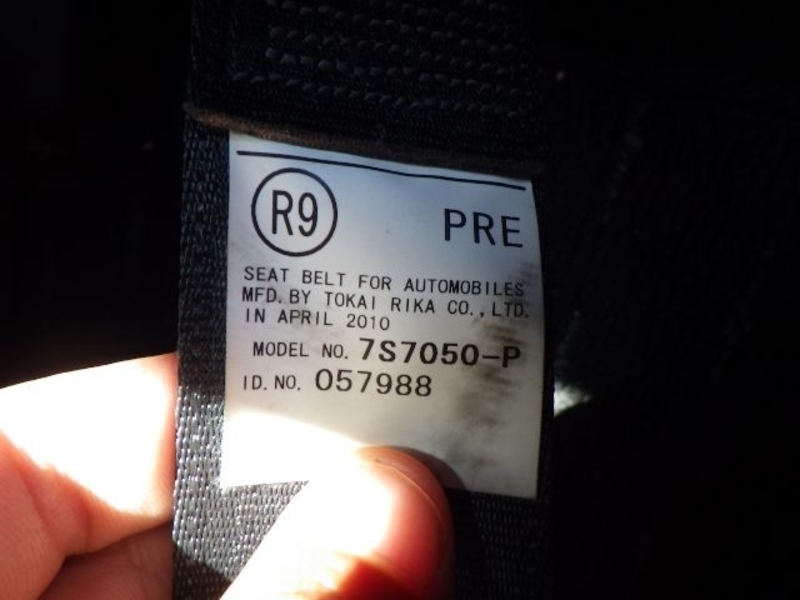 R9 PRE
SEAT BELT FOR AUTOMOBILES
MFD. BY TOKAI RIKA CO., LTD.
IN APRIL 2010
MODEL NO. 7S7050-P
ID. NO. 057988